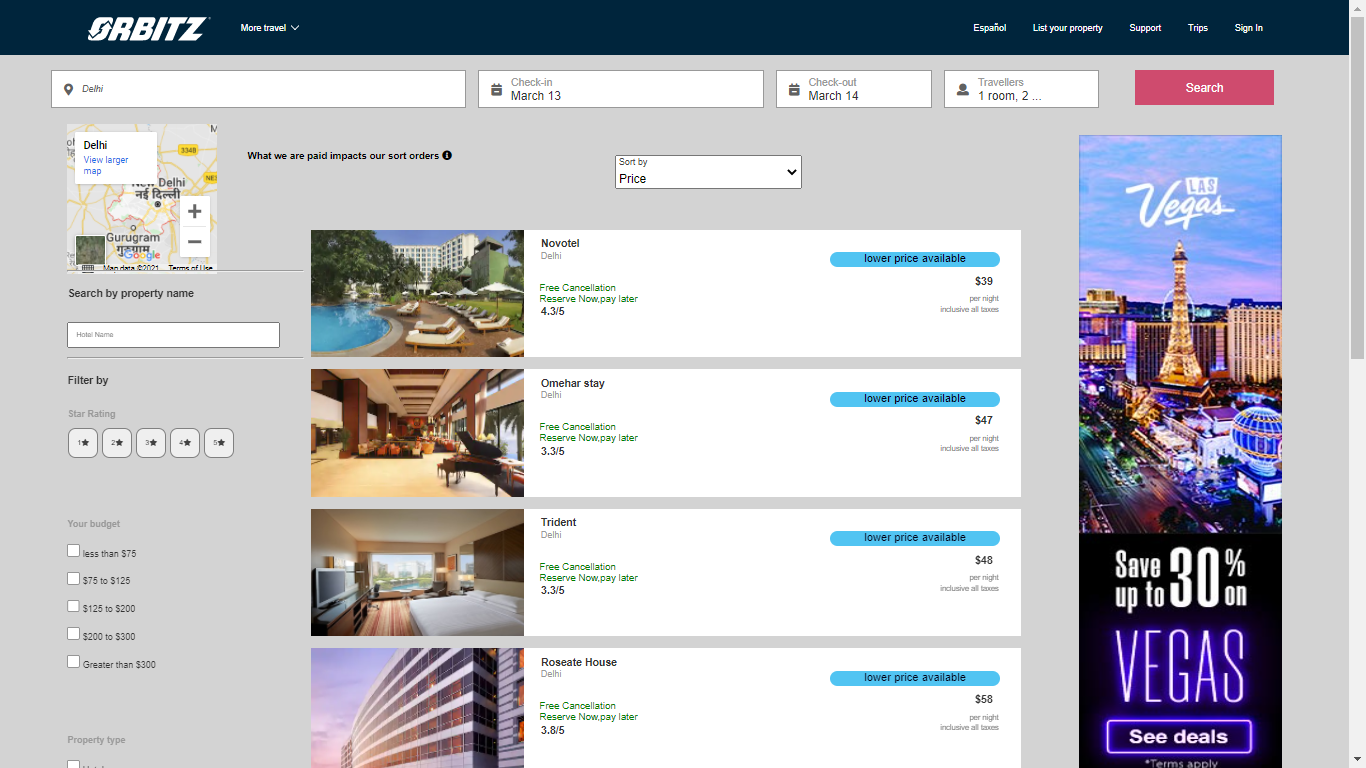 ORBITZ
More travel
Español
List your property
Support
Trips
Sign In
Delhi
Check-in
March 13
Check-out
March 14
Travellers
1 room, 2 ...
Search
Delhi
View larger
map
3348
New Delhi
नई दिल्ली
Gurugram
गुरुग्राम
Google
Map data ©2021
Terms of Use
What we are paid impacts our sort orders
Sort by
Price
Search by property name
Hotel Name
Filter by
Star Rating
1★
2★
3★
4★
5★
Your budget
less than $75
$75 to $125
$125 to $200
$200 to $300
Greater than $300
Property type
Novotel
Delhi
Free Cancellation
Reserve Now,pay later
4.3/5
lower price available
$39
per night
inclusive all taxes
Omehar stay
Delhi
Free Cancellation
Reserve Now,pay later
3.3/5
lower price available
$47
per night
inclusive all taxes
Trident
Delhi
Free Cancellation
Reserve Now,pay later
3.3/5
lower price available
$48
per night
inclusive all taxes
Roseate House
Delhi
Free Cancellation
Reserve Now,pay later
3.8/5
lower price available
$58
per night
inclusive all taxes
LAS
Vegas
Save
up to 30% on
VEGAS
See deals
*Terms apply